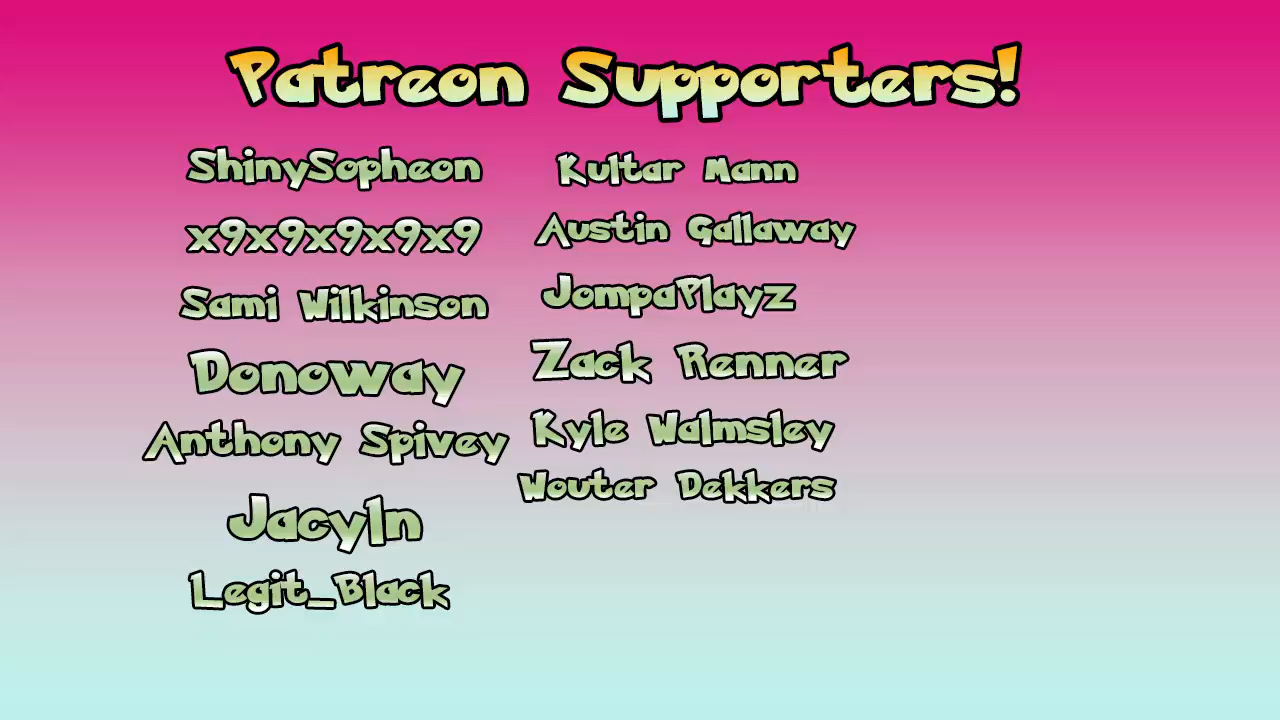 Patreon Supporters!
ShinySopheon
x9x9x9x9x9
Sami Wilkinson
Donoway
Anthony Spivey
Jacyln
Legit_Black
Kultar Mann
Austin Gallaway
JompaPlayz
Zack Renner
Kyle Walmsley
Wouter Dekkers